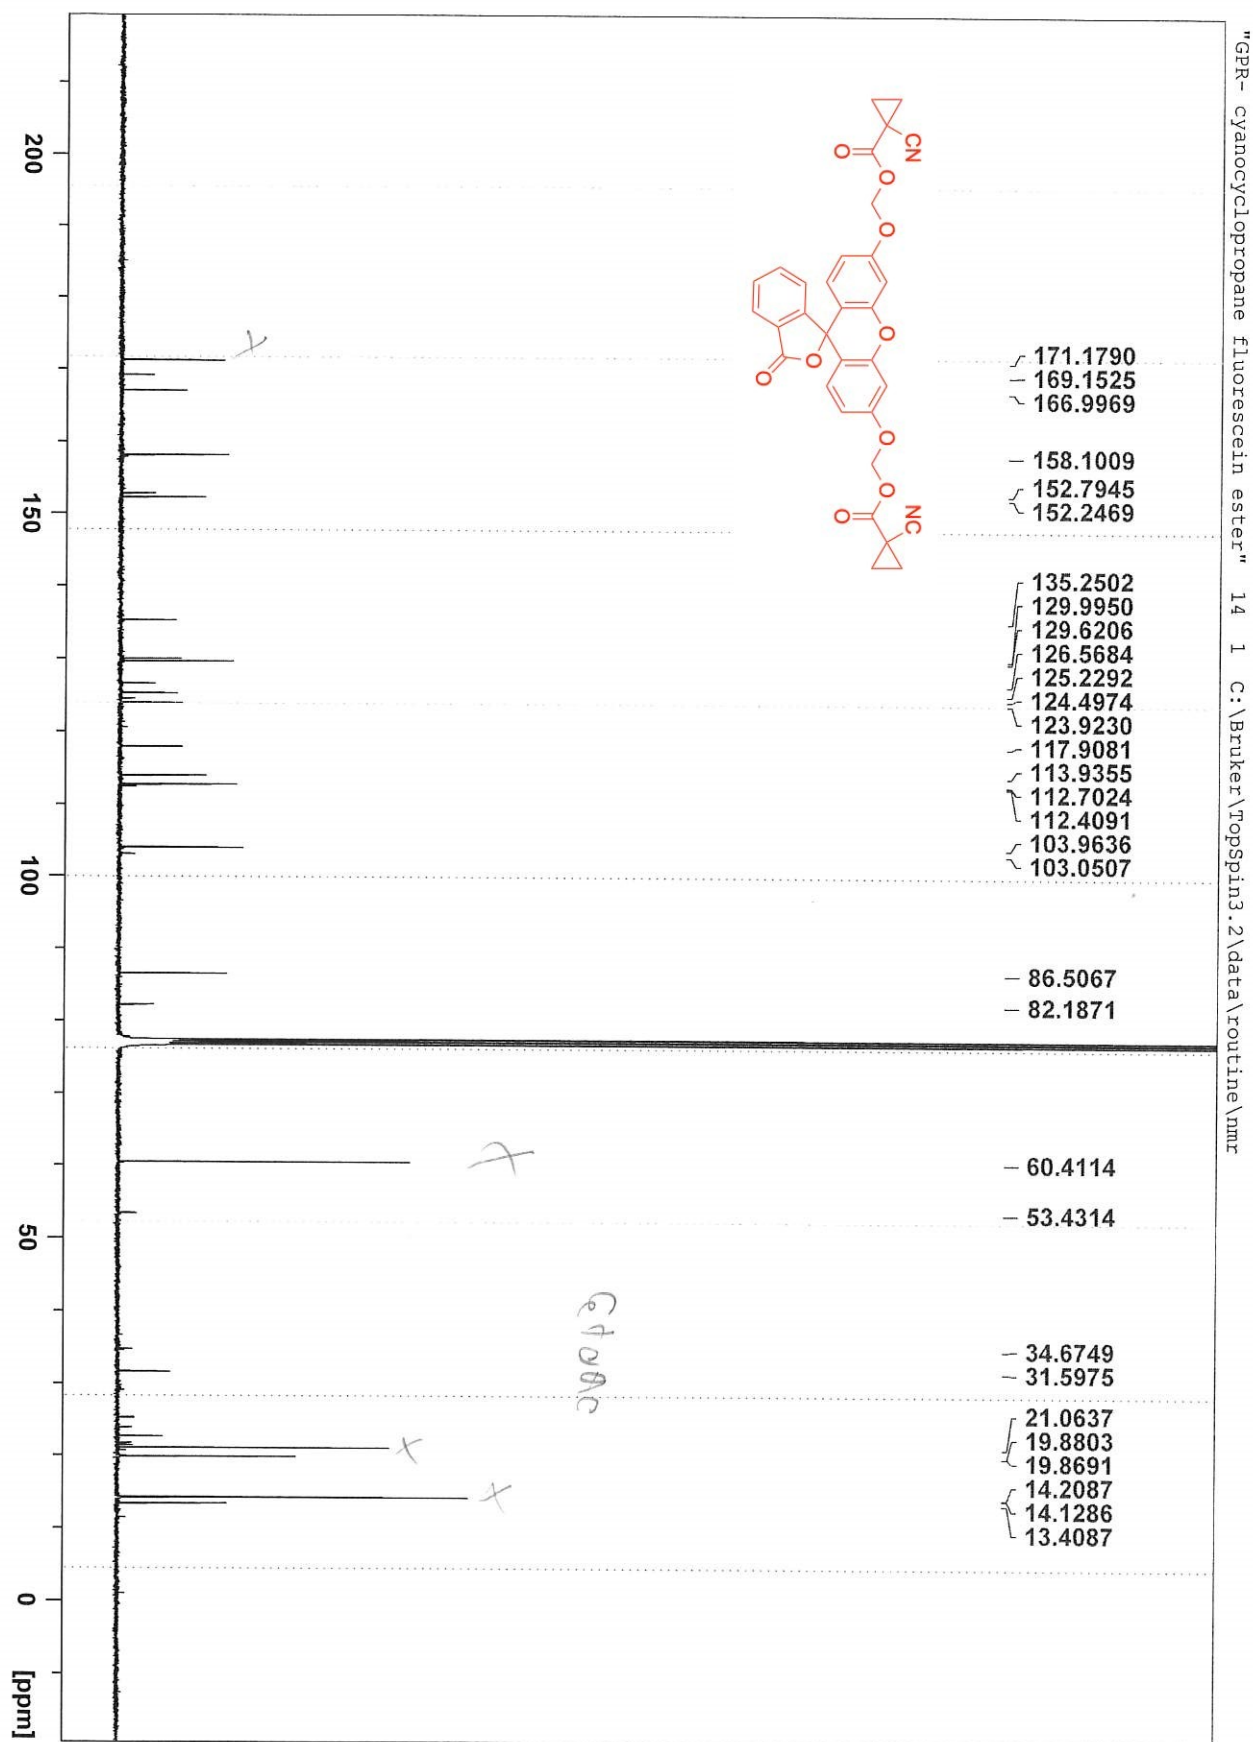 "GPR- cyanocyclopropane fluorescein ester" 14 1 C:\Bruker\TopSpin3.2\data\routine\nmr
171.1790
169.1525
166.9969
158.1009
152.7945
152.2469
135.2502
129.9950
129.6206
126.5684
125.2292
124.4974
123.9230
117.9081
113.9355
112.7024
112.4091
103.9636
103.0507
86.5067
82.1871
60.4114
53.4314
34.6749
31.5975
21.0637
19.8803
19.8691
14.2087
14.1286
13.4087
CN
O
O
O
O
O
O
O
O
O
NC
X
X
X
X
EtOAc
200
150
100
50
0
[ppm]